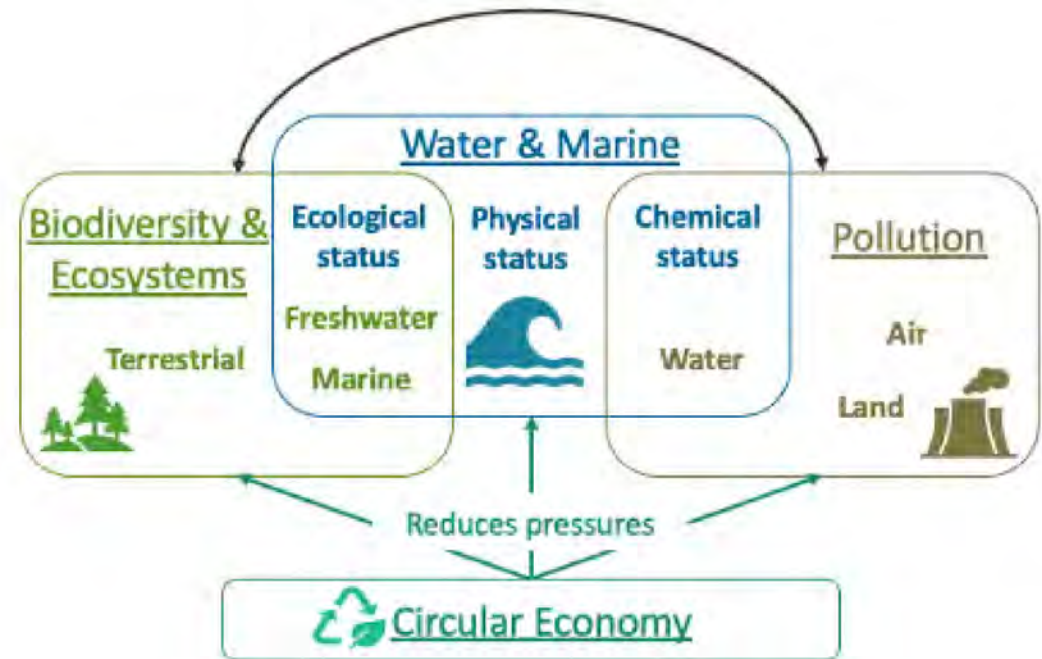 Water & Marine
Biodiversity &
Ecosystems
Ecological
status
Physical
status
Chemical
status
Pollution
Freshwater
Marine
Terrestrial
Water
Air
Land
Reduces pressures
Circular Economy